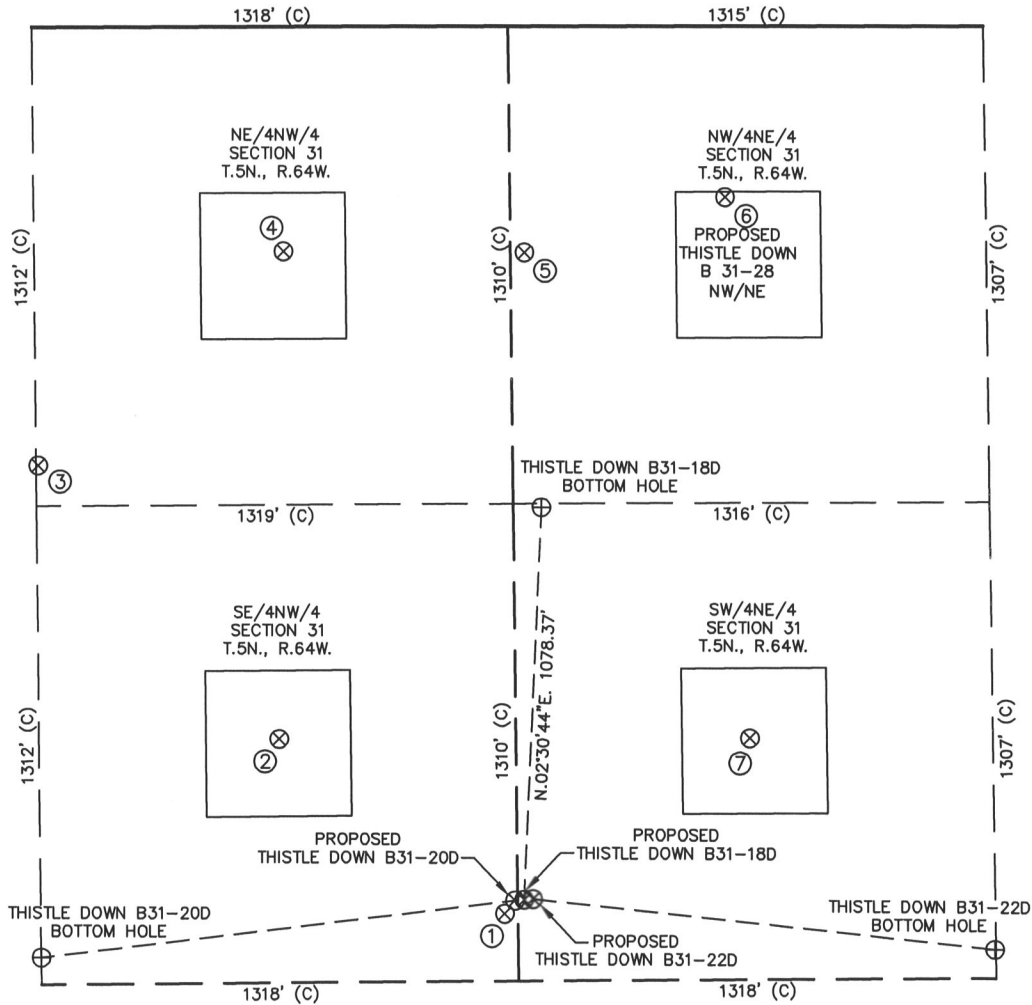 1318' (C)
1315' (C)
NE/4NW/4
SECTION 31
T.5N., R.64W.
NW/4NE/4
SECTION 31
T.5N., R.64W.
1312' (C)
1310' (C)
1307' (C)
4
5
6
PROPOSED
THISTLE DOWN
B 31-28
NW/NE
3
THISTLE DOWN B31-18D
BOTTOM HOLE
1319' (C)
1316' (C)
SE/4NW/4
SECTION 31
T.5N., R.64W.
SW/4NE/4
SECTION 31
T.5N., R.64W.
1312' (C)
1310' (C)
N.02°30'44"E. 1078.37'
1307' (C)
2
7
PROPOSED
THISTLE DOWN B31-20D
PROPOSED
THISTLE DOWN B31-18D
THISTLE DOWN B31-20D
BOTTOM HOLE
1
PROPOSED
THISTLE DOWN B31-22D
THISTLE DOWN B31-22D
BOTTOM HOLE
1318' (C)
1318' (C)